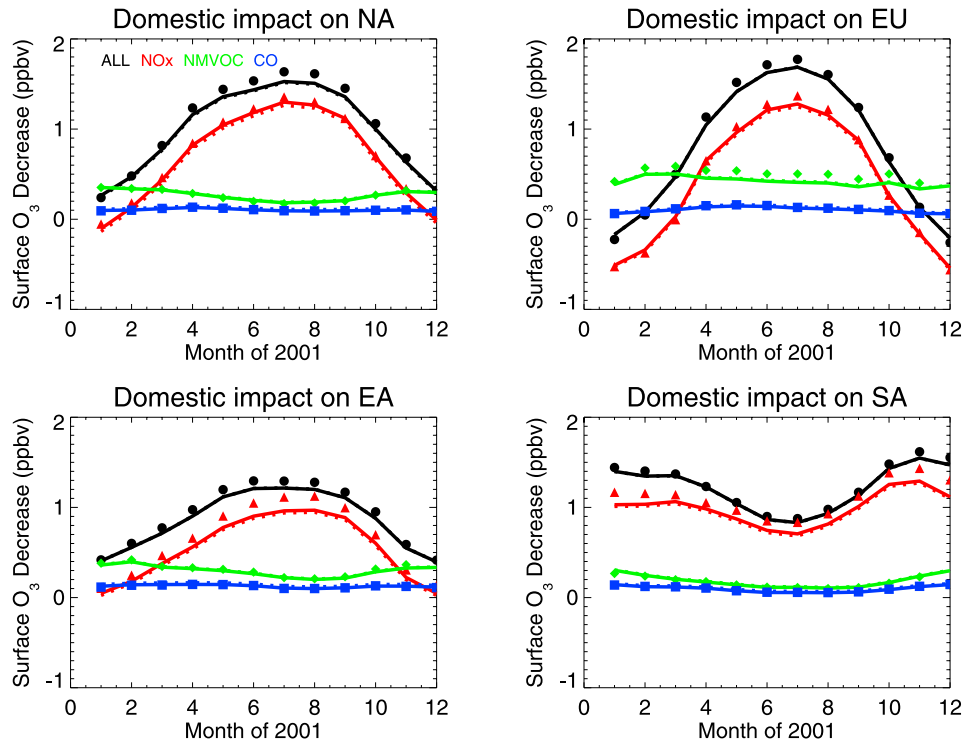 Domestic impact on NA
Surface O3 Decrease (ppbv)
2
1
0
-1
ALL NOx NMVOC CO
0 2 4 6 8 10 12
Month of 2001
Domestic impact on EU
Surface O3 Decrease (ppbv)
2
1
0
-1
0 2 4 6 8 10 12
Month of 2001
Domestic impact on EA
Surface O3 Decrease (ppbv)
2
1
0
-1
0 2 4 6 8 10 12
Month of 2001
Domestic impact on SA
Surface O3 Decrease (ppbv)
2
1
0
-1
0 2 4 6 8 10 12
Month of 2001